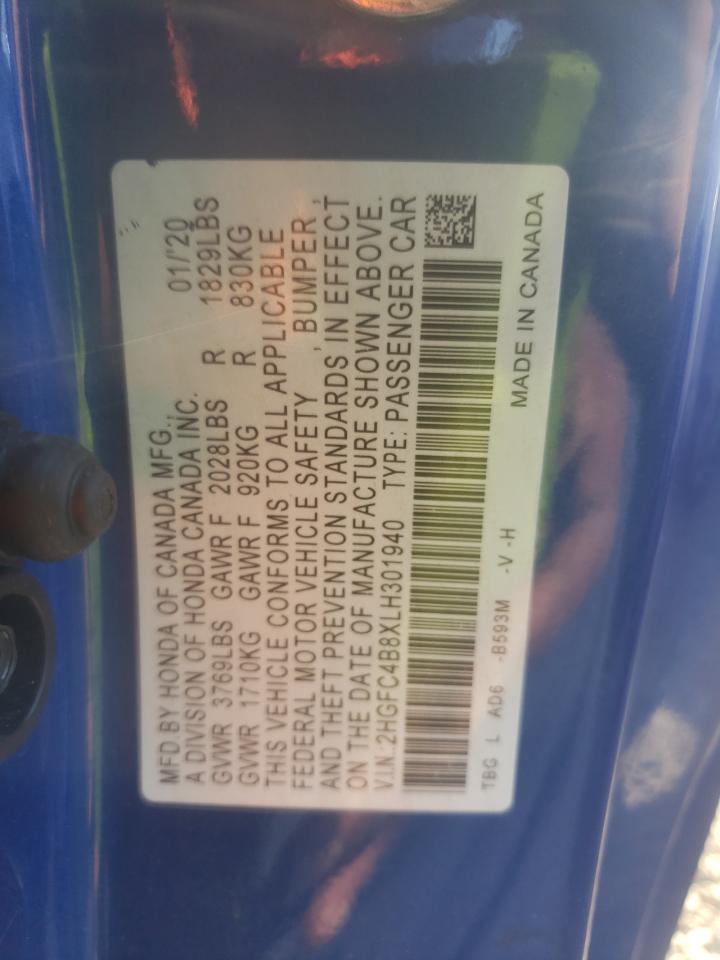 MFD.BY HONDA OF CANADA MFG., 01/'20
A DIVISION OF HONDA CANADA INC.
GVWR 3769LBS GAWR F 2028LBS R 1829LBS
GVWR 1710KG GAWR F 920KG R 830KG
THIS VEHICLE CONFORMS TO ALL APPLICABLE
FEDERAL MOTOR VEHICLE SAFETY , BUMPER ,
AND THEFT PREVENTION STANDARDS IN EFFECT
ON THE DATE OF MANUFACTURE SHOWN ABOVE.
V.I.N.2HGFC4B8XLH301940 TYPE: PASSENGER CAR
TBG L AD6 -B593M -V -H MADE IN CANADA